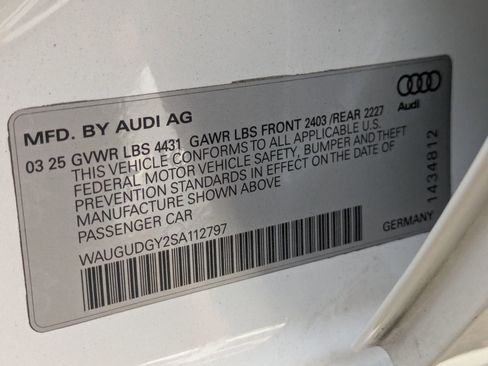 MFD. BY AUDI AG
Audi
03 25 GVWR LBS 4431 GAWR LBS FRONT 2403 /REAR 2227
THIS VEHICLE CONFORMS TO ALL APPLICABLE U.S.
FEDERAL MOTOR VEHICLE SAFETY, BUMPER AND THEFT
PREVENTION STANDARDS IN EFFECT ON THE DATE OF
MANUFACTURE SHOWN ABOVE
PASSENGER CAR
WAUGUDGY2SA112797
GERMANY
1434812